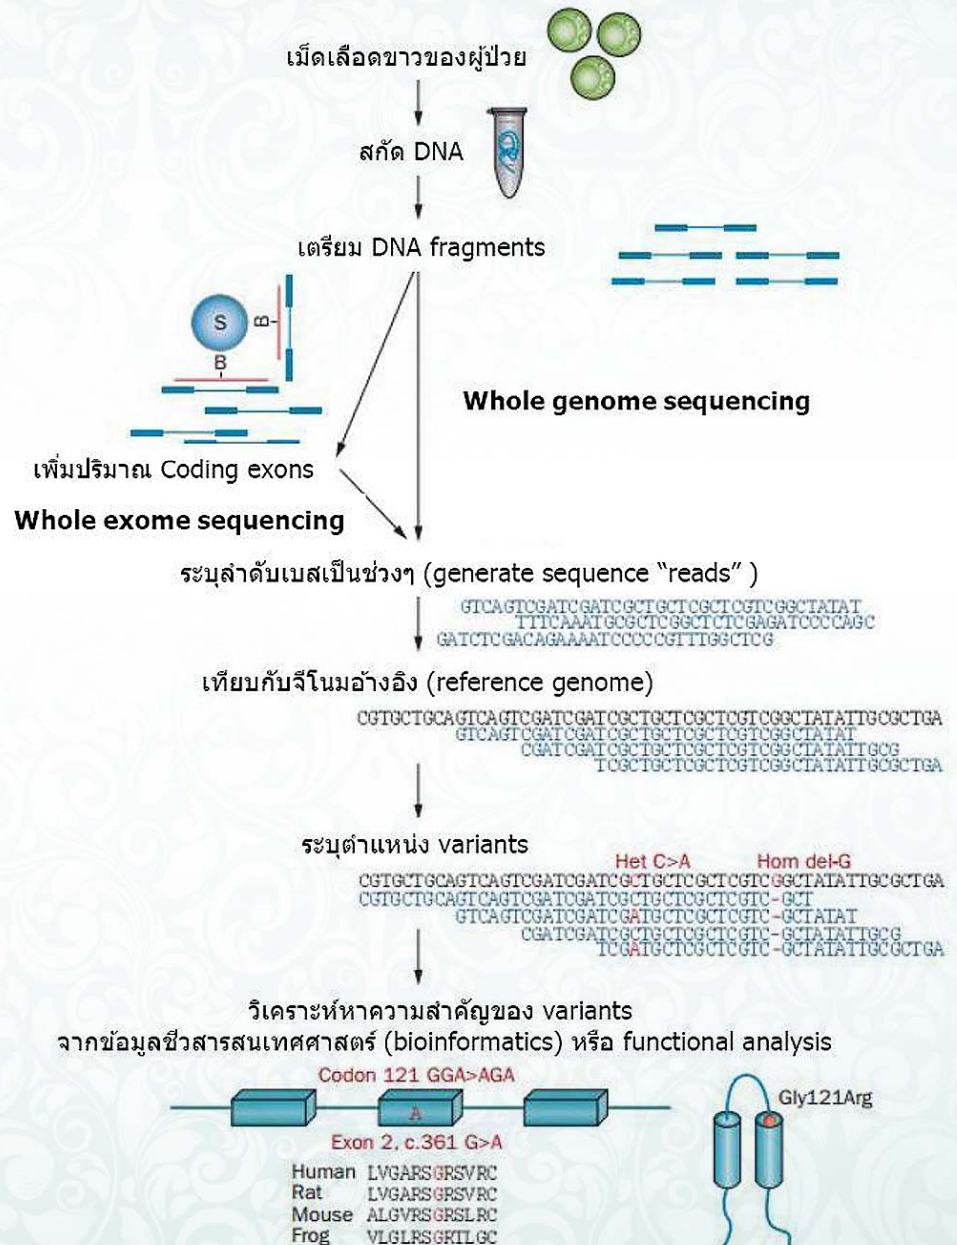 เม็ดเลือดขาวของผู้ป่วย
สกัด DNA
เตรียม DNA fragments
S
B
B
Whole genome sequencing
เพิ่มปริมาณ Coding exons
Whole exome sequencing
ระบุลำดับเบสเป็นช่วงๆ (generate sequence “reads” )
GTCAGTCGATCGATCGCTGCTCGCTCGTCGGCTATAT
TTTCAAATGCGCTCGGCTCTCGAGATCCCCAGC
GATCTCGACAGAAAATCCCCCGTTTGGCTCG
เทียบกับจีโนมอ้างอิง (reference genome)
CGTGCTGCAGTCAGTCGATCGATCGCTGCTCGCTCGTCGGCTATATTGCGCTGA
GTCAGTCGATCGATCGCTGCTCGCTCGTCGGCTATAT
CGATCGATCGCTGCTCGCTCGTCGGCTATATTGCG
TCGCTGCTCGCTCGTCGGCTATATTGCGCTGA
ระบุตำแหน่ง variants
Het C>A Hom del-G
CGTGCTGCAGTCAGTCGATCGATCGCTGCTCGCTCGTCGGCTATATTGCGCTGA
CGTGCTGCAGTCAGTCGATCGATCGCTGCTCGCTCGTC-GCT
GTCAGTCGATCGATCGATGCTCGCTCGTC-GCTATAT
CGATCGATCGCTGCTCGCTCGTC-GCTATATTGCG
TCGATGCTCGCTCGTC-GCTATATTGCGCTGA
วิเคราะห์หาความสำคัญของ variants
จากข้อมูลชีวสารสนเทศศาสตร์ (bioinformatics) หรือ functional analysis
Codon 121 GGA>AGA
A
Gly121Arg
Exon 2, c.361 G>A
Human LVGARSGRSVRC
Rat LVGARSGRSVRC
Mouse ALGVRSGRSLRC
Frog VLGLRSGRTLGC